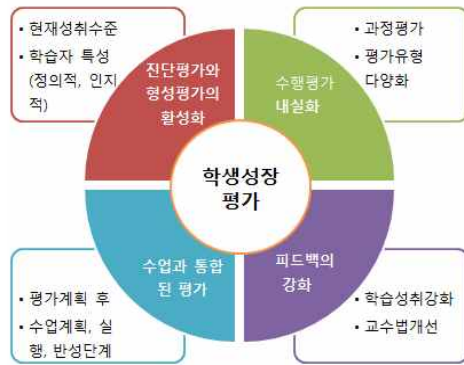 • 현재성취수준
• 학습자 특성
(정의적, 인지
적)
진단평가와
형성평가의
활성화
수행평가
내실화
• 과정평가
• 평가유형
다양화
학생성장
평가
수업과 통합
된 평가
피드백의
강화
• 평가계획 후
• 수업계획, 실
행, 반성단계
• 학습성취강화
• 교수법개선